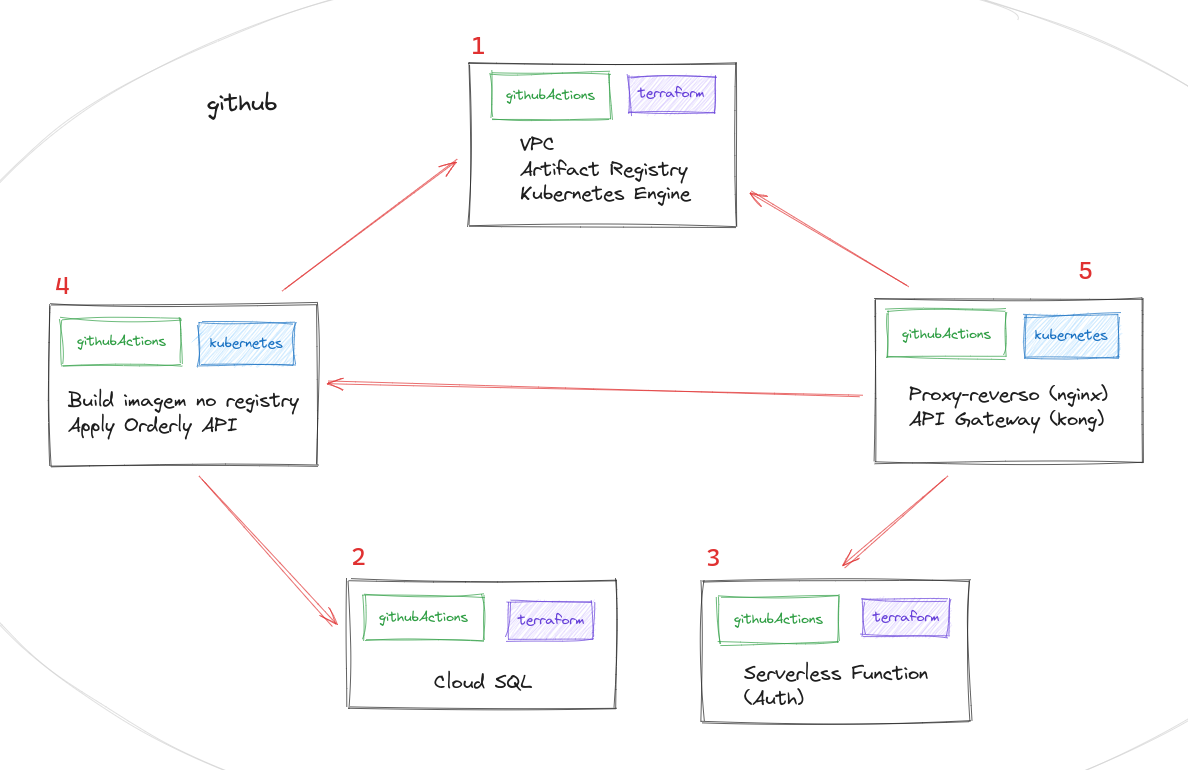 1
githubActions
terraform
github
VPC
Artifact Registry
Kubernetes Engine
4
githubActions
kubernetes
Build imagem no registry
Apply Orderly API
5
githubActions
kubernetes
Proxy-reverso (nginx)
API Gateway (kong)
2
githubActions
terraform
Cloud SQL
3
githubActions
terraform
Serverless Function
(Auth)